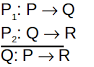 P₁: P → Q
P₂: Q → R
Q: P → R